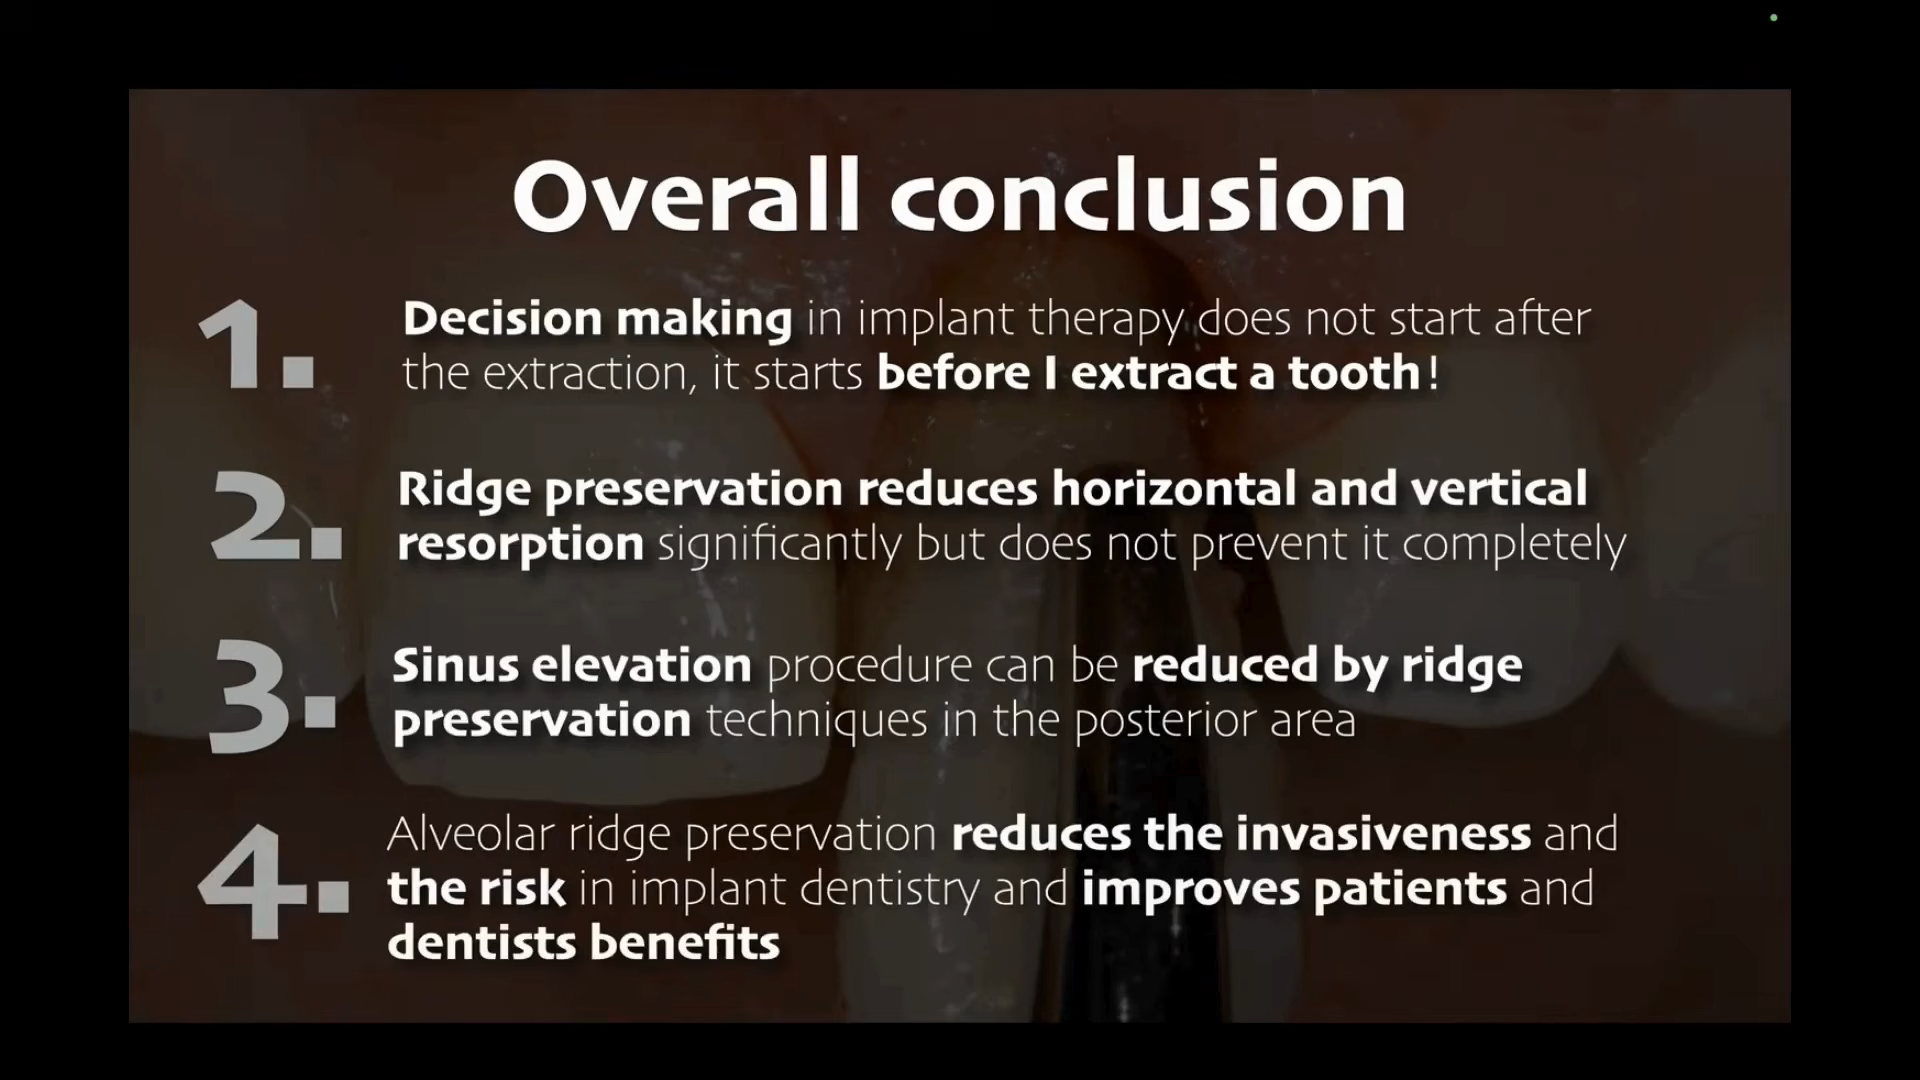 Overall conclusion
1. Decision making in implant therapy does not start after
the extraction, it starts before I extract a tooth!
2. Ridge preservation reduces horizontal and vertical
resorption significantly but does not prevent it completely
3. Sinus elevation procedure can be reduced by ridge
preservation techniques in the posterior area
4. Alveolar ridge preservation reduces the invasiveness and
the risk in implant dentistry and improves patients and
dentists benefits